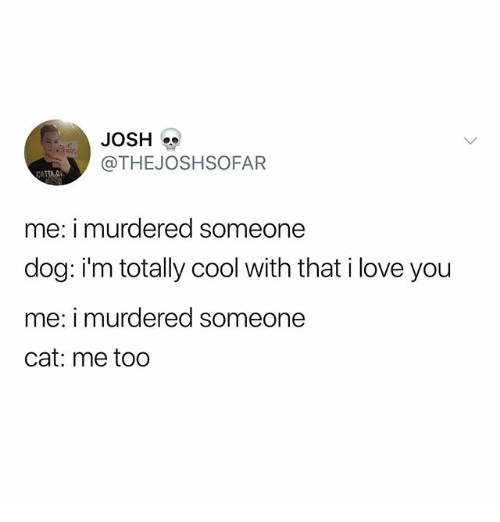 JOSH 💀
@THEJOSHSOFAR
me: i murdered someone
dog: i'm totally cool with that i love you
me: i murdered someone
cat: me too